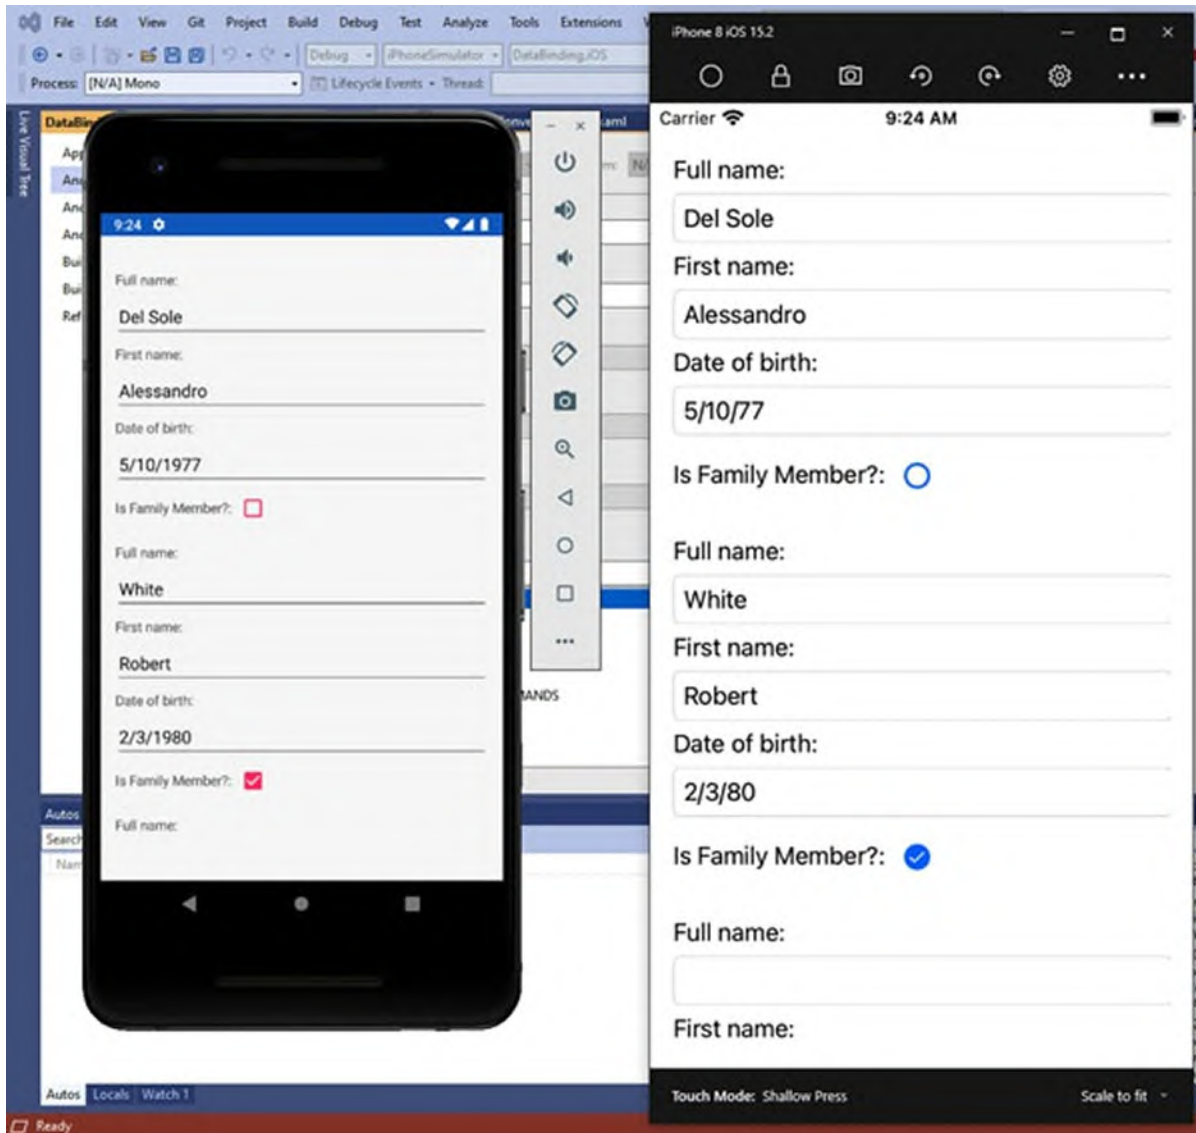 File Edit View Git Project Build Debug Test Analyze Tools Extensions
Debug iPhoneSimulator DataBinding.iOS
Process: [N/A] Mono Lifecycle Events Thread:
Live Visual Tree
9:24
Full name:
Del Sole
First name:
Alessandro
Date of birth:
5/10/1977
Is Family Member?:
Full name:
White
First name:
Robert
Date of birth:
2/3/1980
Is Family Member?:
Full name:
Autos
Autos Locals Watch 1
Ready
iPhone 8 iOS 15.2
Carrier 9:24 AM
Full name:
Del Sole
First name:
Alessandro
Date of birth:
5/10/77
Is Family Member?:
Full name:
White
First name:
Robert
Date of birth:
2/3/80
Is Family Member?:
Full name:
First name:
Touch Mode: Shallow Press Scale to fit